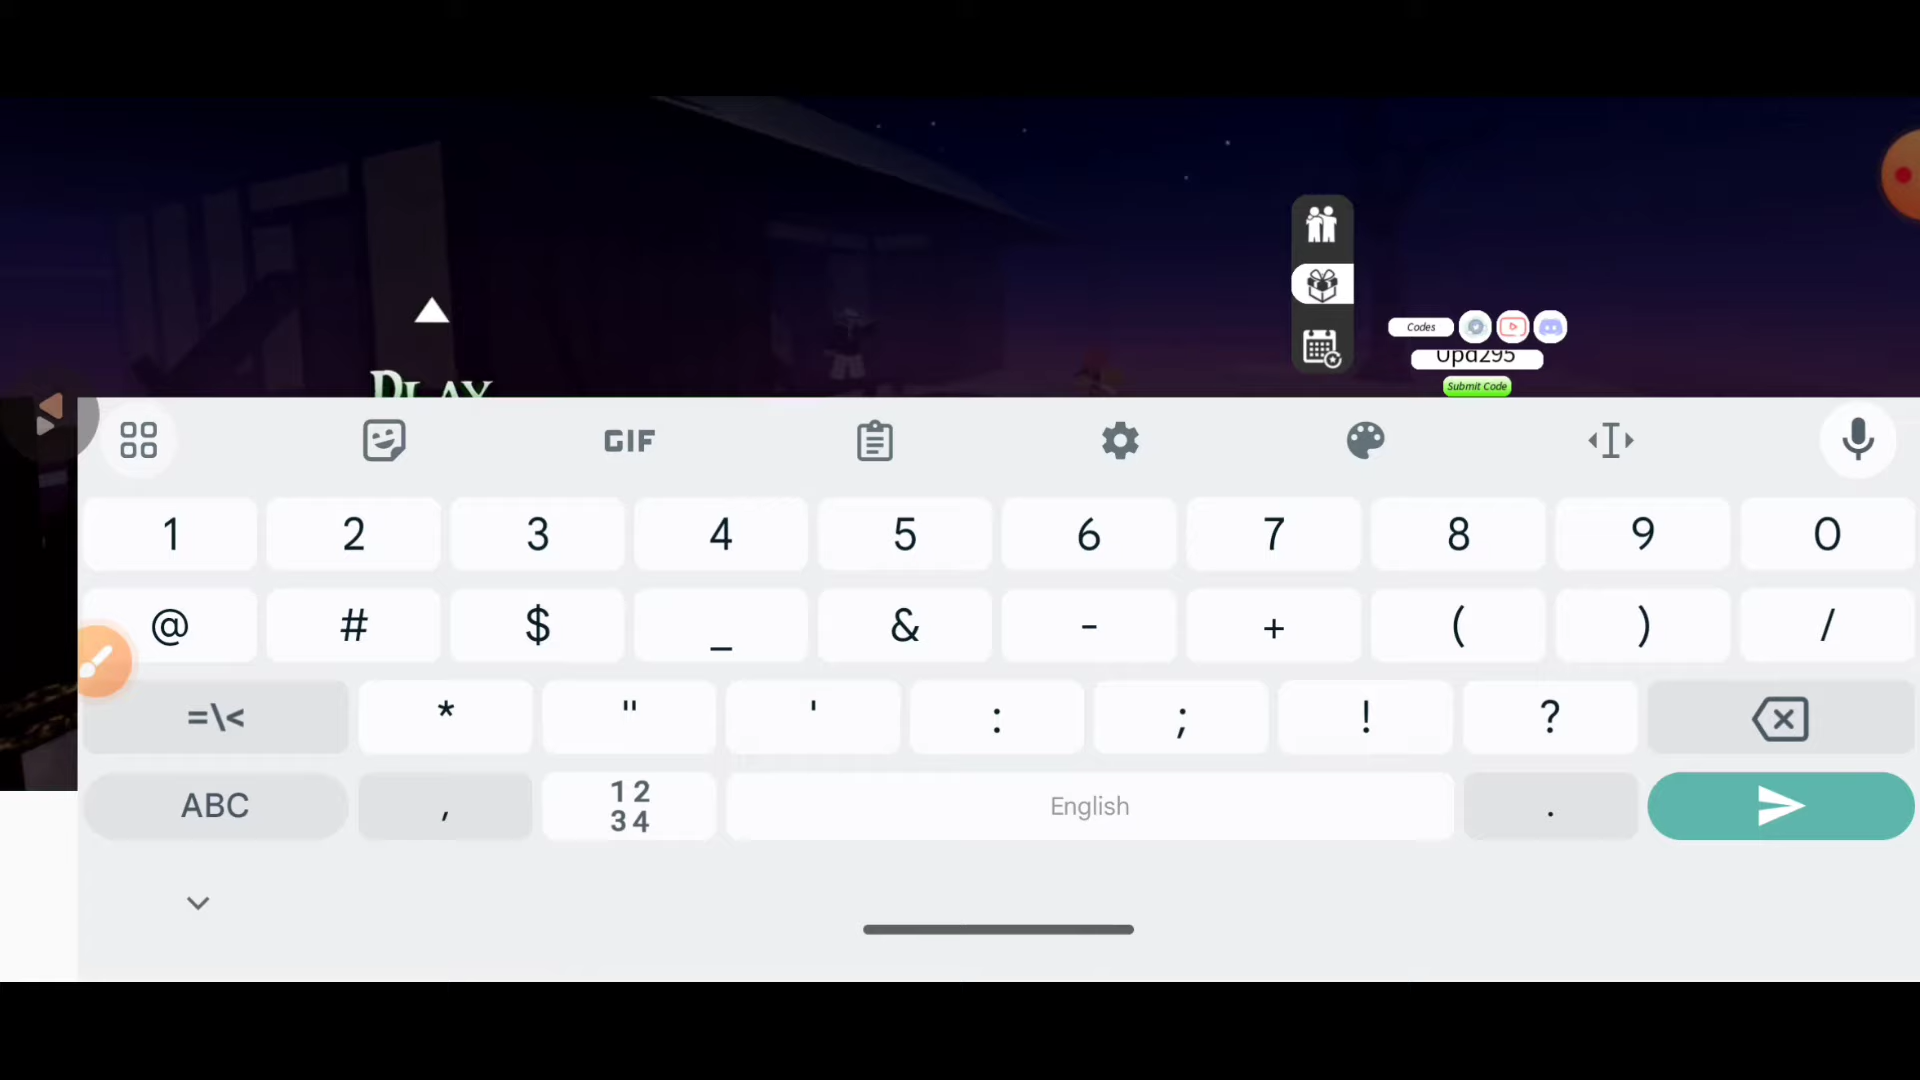 Codes
Upd295
Submit Code
PLAY
GIF
1 2 3 4 5 6 7 8 9 0
@ # $ _ & - + ( ) /
=\< * " ' : ; ! ?
ABC , 12 English .
34